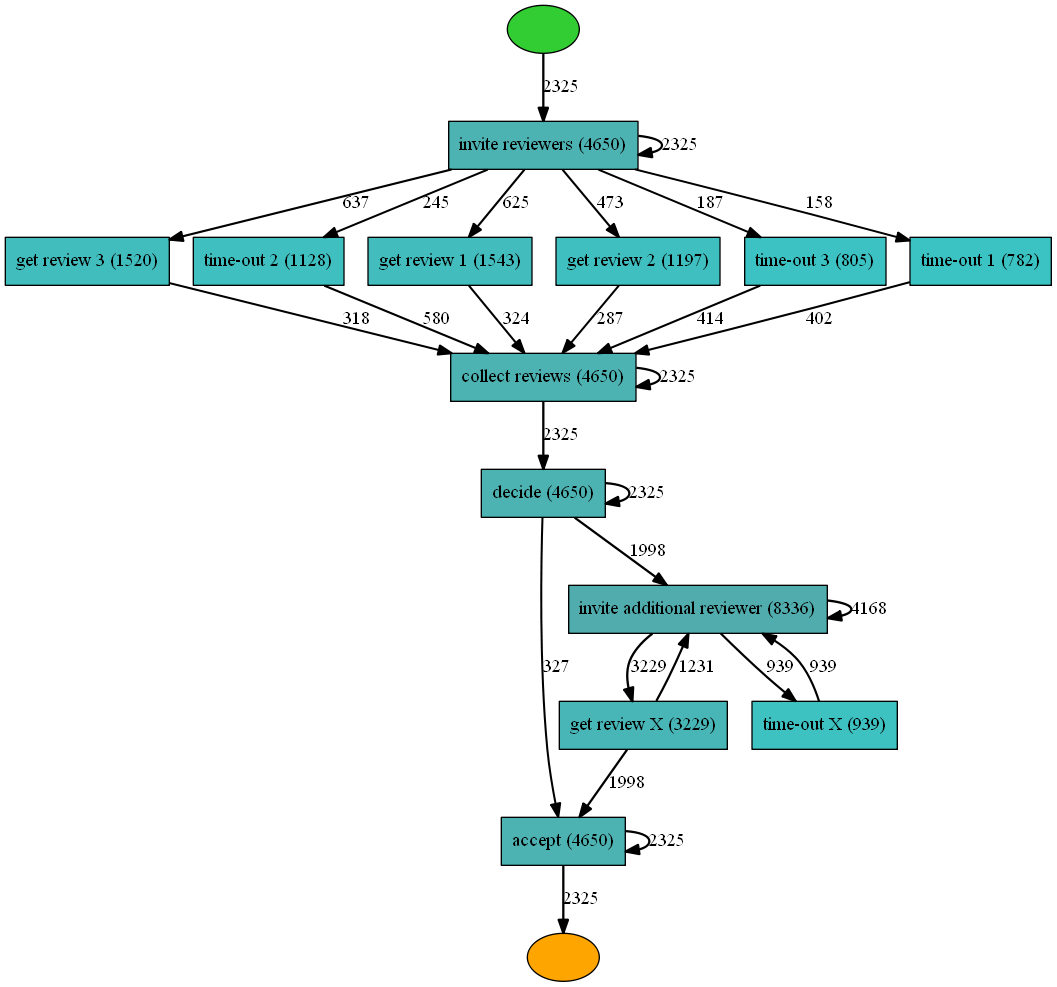 2325
invite reviewers (4650)
2325
637
245
625
473
187
158
get review 3 (1520)
time-out 2 (1128)
get review 1 (1543)
get review 2 (1197)
time-out 3 (805)
time-out 1 (782)
318
580
324
287
414
402
collect reviews (4650)
2325
2325
decide (4650)
2325
1998
invite additional reviewer (8336)
4168
327
3229
1231
939
939
get review X (3229)
time-out X (939)
1998
accept (4650)
2325
2325